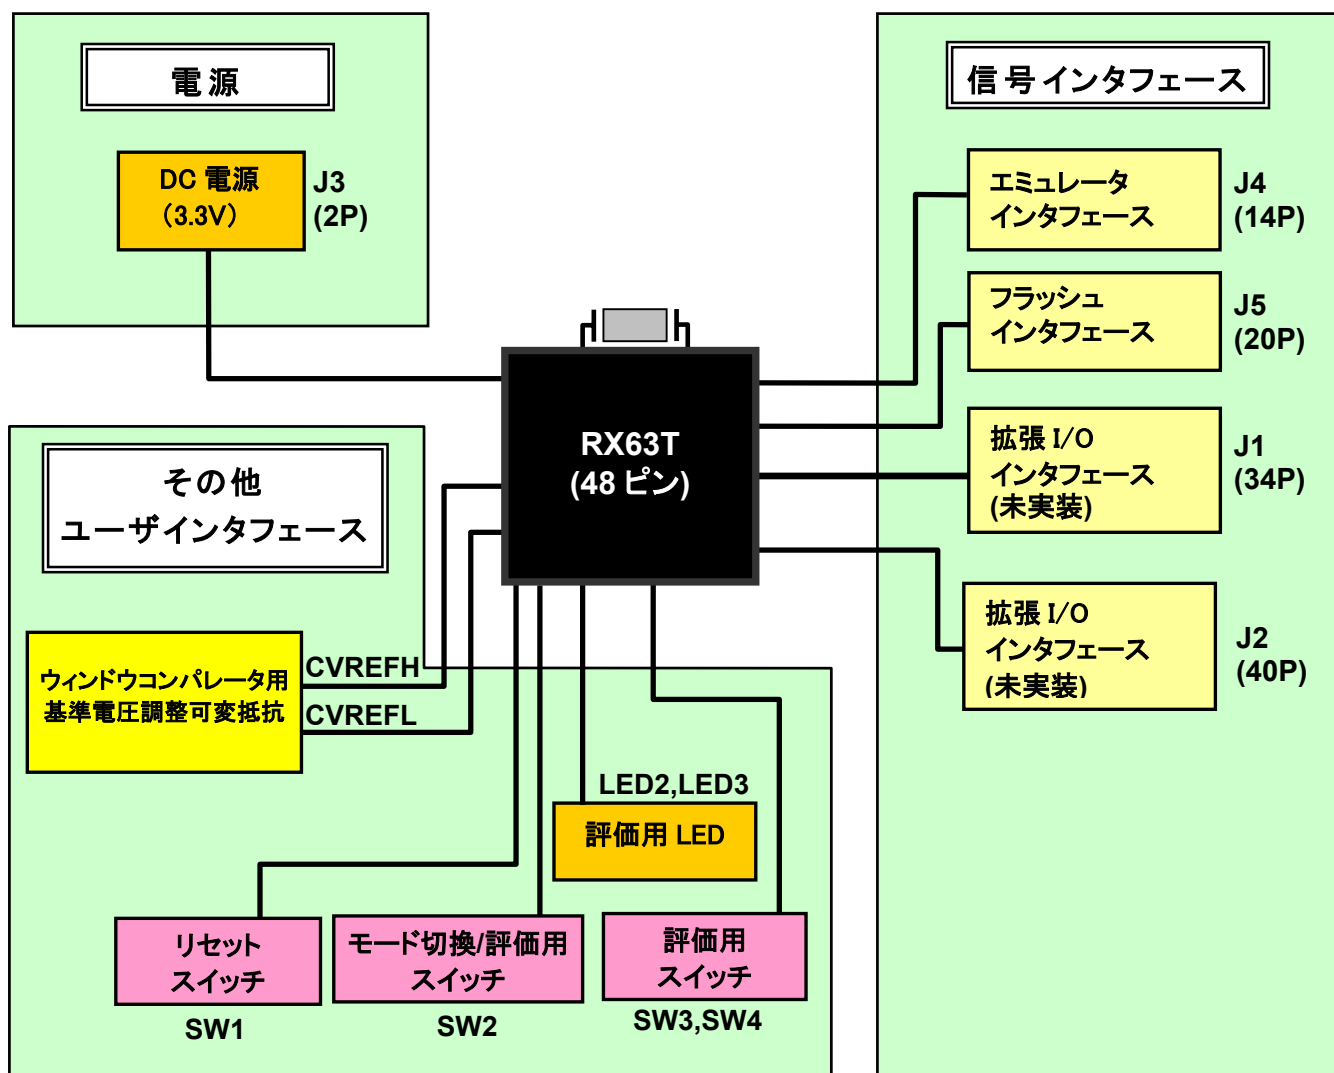 電源
DC 電源
(3.3V)
J3
(2P)
信号インタフェース
エミュレータ
インタフェース
J4
(14P)
フラッシュ
インタフェース
J5
(20P)
拡張 I/O
インタフェース
(未実装)
J1
(34P)
拡張 I/O
インタフェース
(未実装)
J2
(40P)
RX63T
(48 ピン)
その他
ユーザインタフェース
ウィンドウコンパレータ用
基準電圧調整可変抵抗
CVREFH
CVREFL
LED2,LED3
評価用 LED
リセット
スイッチ
SW1
モード切換/評価用
スイッチ
SW2
評価用
スイッチ
SW3,SW4